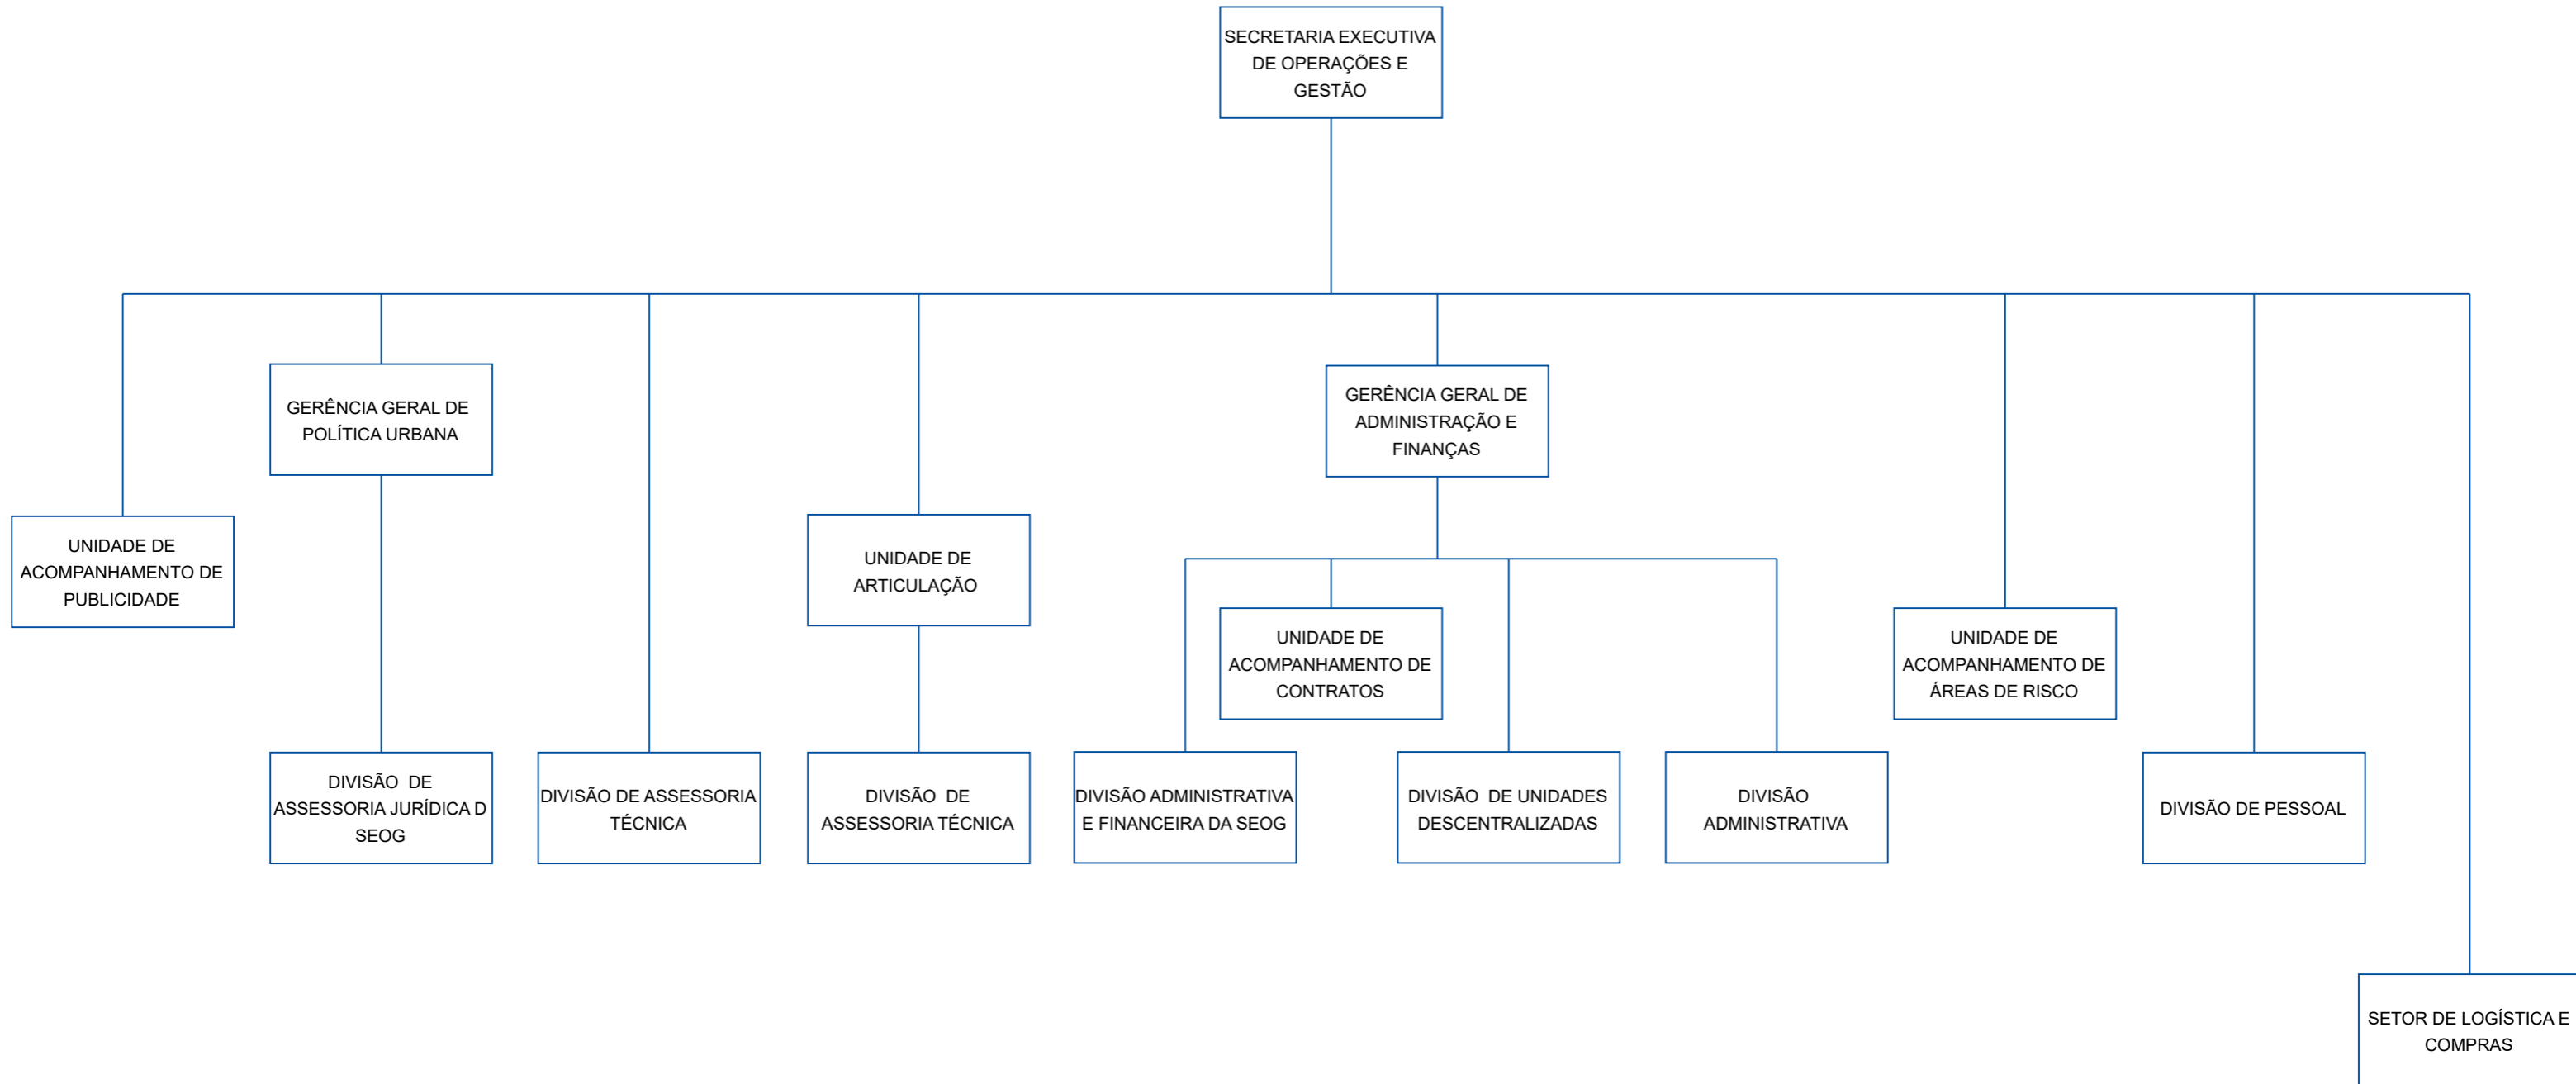 SECRETARIA EXECUTIVA
DE OPERAÇÕES E
GESTÃO
GERÊNCIA GERAL DE
POLÍTICA URBANA
GERÊNCIA GERAL DE
ADMINISTRAÇÃO E
FINANÇAS
UNIDADE DE
ACOMPANHAMENTO DE
PUBLICIDADE
UNIDADE DE
ARTICULAÇÃO
UNIDADE DE
ACOMPANHAMENTO DE
CONTRATOS
UNIDADE DE
ACOMPANHAMENTO DE
ÁREAS DE RISCO
DIVISÃO DE
ASSESSORIA JURÍDICA D
SEOG
DIVISÃO DE ASSESSORIA
TÉCNICA
DIVISÃO DE
ASSESSORIA TÉCNICA
DIVISÃO ADMINISTRATIVA
E FINANCEIRA DA SEOG
DIVISÃO DE UNIDADES
DESCENTRALIZADAS
DIVISÃO
ADMINISTRATIVA
DIVISÃO DE PESSOAL
SETOR DE LOGÍSTICA E
COMPRAS